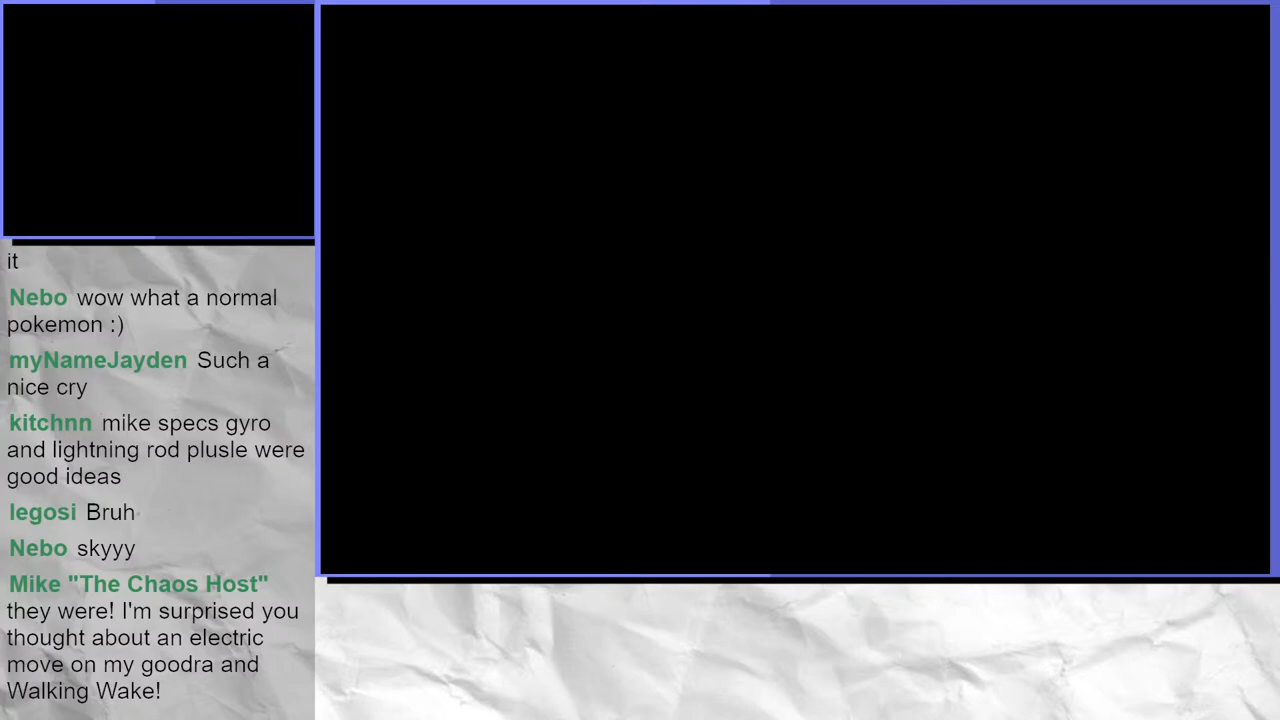 it
Nebo wow what a normal
pokemon :)
myNameJayden Such a
nice cry
kitchnn mike specs gyro
and lightning rod plusle were
good ideas
legosi Bruh
Nebo skyyy
Mike "The Chaos Host"
they were! I'm surprised you
thought about an electric
move on my goodra and
Walking Wake!